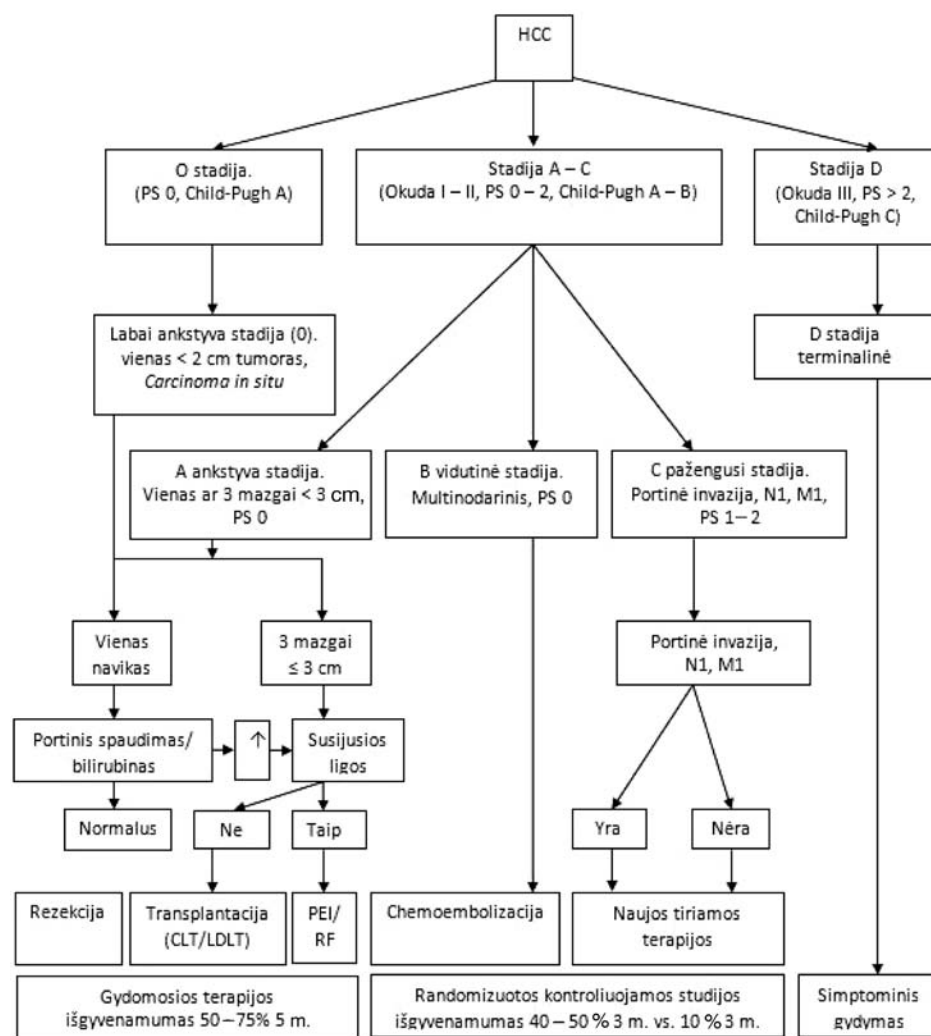 HCC
O stadija.
(PS 0, Child-Pugh A)
Stadija A – C
(Okuda I – II, PS 0 – 2, Child-Pugh A – B)
Stadija D
(Okuda III, PS > 2,
Child-Pugh C)
Labai ankstyva stadija (0).
vienas < 2 cm tumoras,
Carcinoma in situ
D stadija
terminalinė
A ankstyva stadija.
Vienas ar 3 mazgai < 3 cm,
PS 0
B vidutinė stadija.
Multinodarinis, PS 0
C pažengusi stadija.
Portinė invazija, N1, M1,
PS 1 – 2
Vienas
navikas
3 mazgai
≤ 3 cm
Portinė invazija,
N1, M1
Portinis spaudimas/
bilirubinas
↑
Susijusios
ligos
Normalus
Ne
Taip
Yra
Nėra
Rezekcija
Transplantacija
(CLT/LDLT)
PEI/
RF
Chemoembolizacija
Naujos tiriamos
terapijos
Gydomosios terapijos
išgyvenamumas 50 – 75% 5 m.
Randomizuotos kontroliuojamos studijos
išgyvenamumas 40 – 50 % 3 m. vs. 10 % 3 m.
Simptominis
gydymas